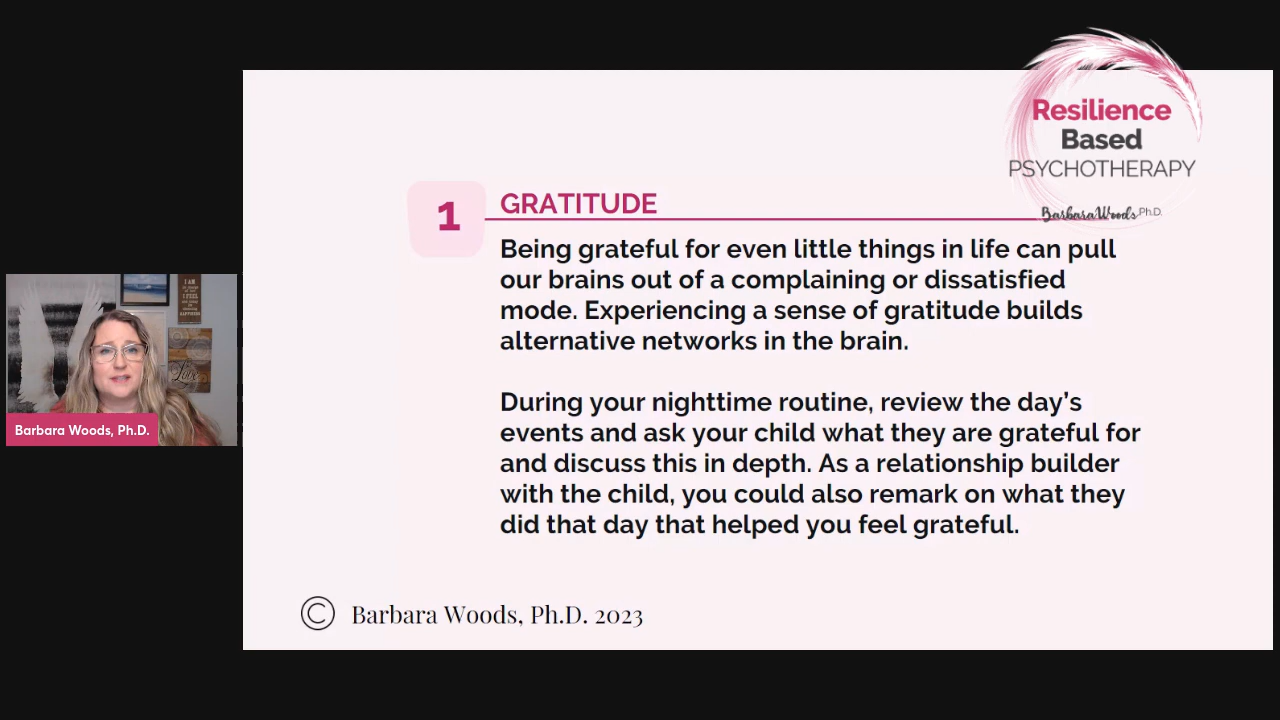 Resilience
Based
PSYCHOTHERAPY
Barbara Woods, Ph.D.
1
GRATITUDE
Being grateful for even little things in life can pull
our brains out of a complaining or dissatisfied
mode. Experiencing a sense of gratitude builds
alternative networks in the brain.
During your nighttime routine, review the day’s
events and ask your child what they are grateful for
and discuss this in depth. As a relationship builder
with the child, you could also remark on what they
did that day that helped you feel grateful.
I AM
I FEEL
HAPPINESS
Love
Barbara Woods, Ph.D.
© Barbara Woods, Ph.D. 2023